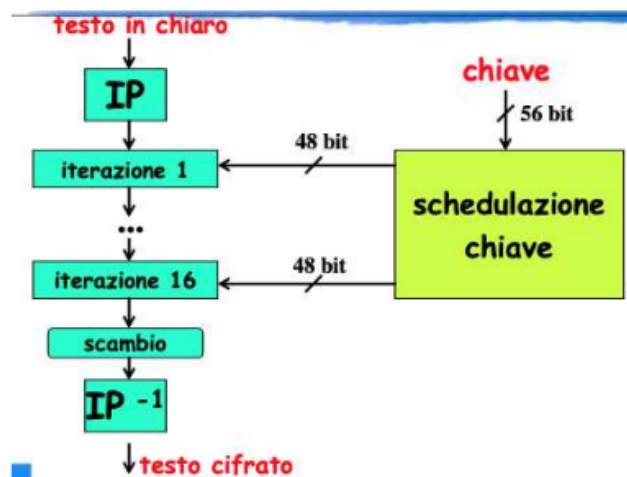 testo in chiaro
IP
chiave
56 bit
48 bit
iterazione 1
schedulazione
chiave
...
48 bit
iterazione 16
scambio
IP -1
testo cifrato